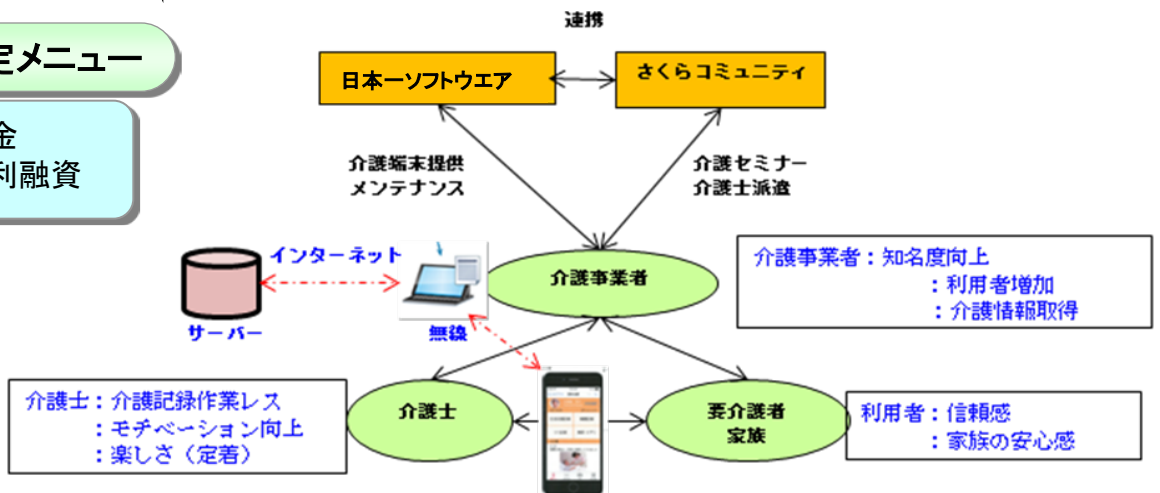 連携
定メニュー
日本一ソフトウエア
さくらコミュニティ
金
利融資
介護端末提供
メンテナンス
介護セミナー
介護士派遣
インターネット
介護事業者
介護事業者：知名度向上
：利用者増加
：介護情報取得
サーバー
無線
介護士：介護記録作業レス
：モチベーション向上
：楽しさ（定着）
介護士
要介護者
家族
利用者：信頼感
：家族の安心感